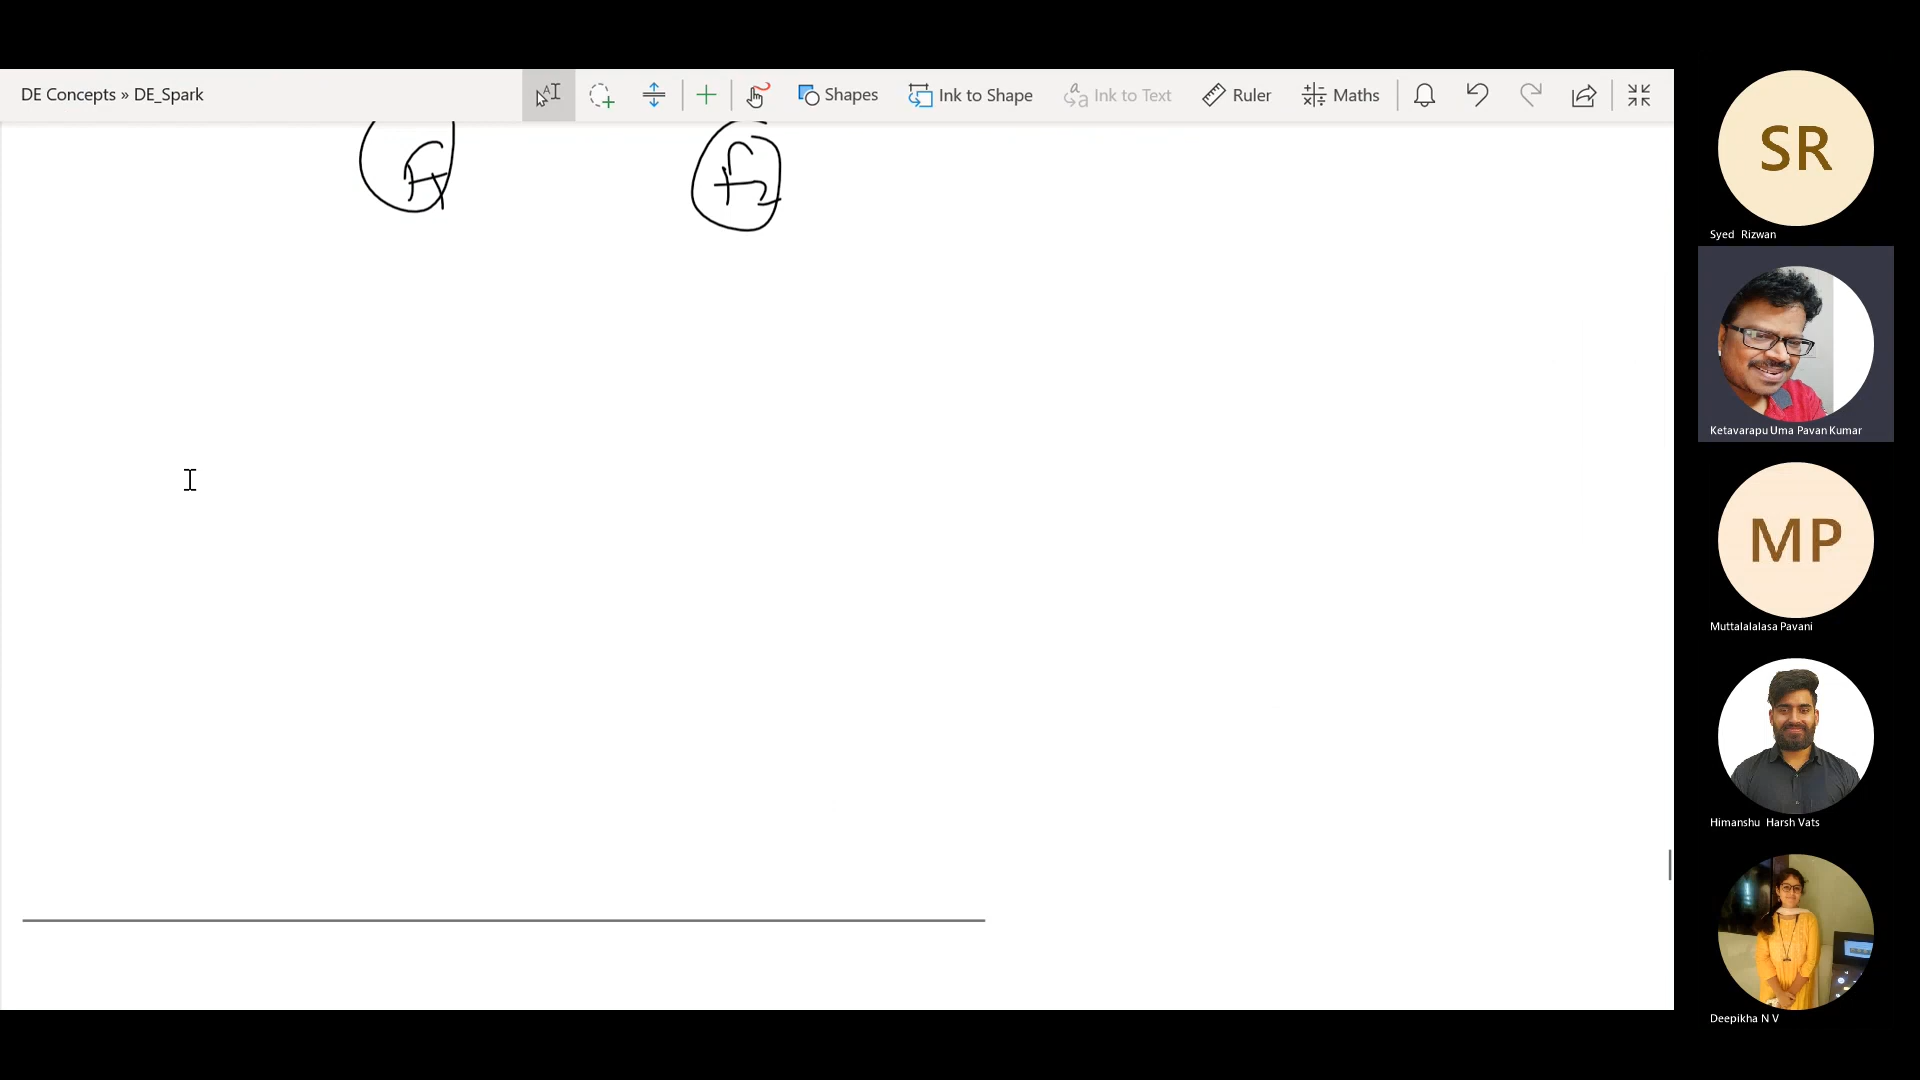 DE Concepts » DE_Spark
Shapes
Ink to Shape
Ink to Text
Ruler
Maths
f1
f2
SR
Syed Rizwan
Ketavarapu Uma Pavan Kumar
MP
Muttalalalasa Pavani
Himanshu Harsh Vats
Deepikha N V